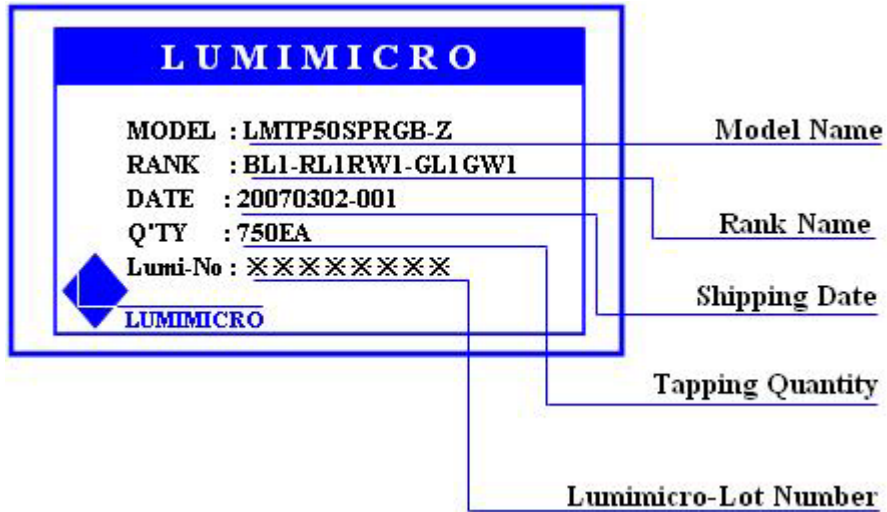 LUMIMICRO
MODEL : LMTP50SPRGB-Z
RANK : BL1-RL1RW1-GL1GW1
DATE : 20070302-001
Q'TY : 750EA
Lumi-No : ※※※※※※※※
LUMIMICRO
Model Name
Rank Name
Shipping Date
Tapping Quantity
Lumimicro-Lot Number